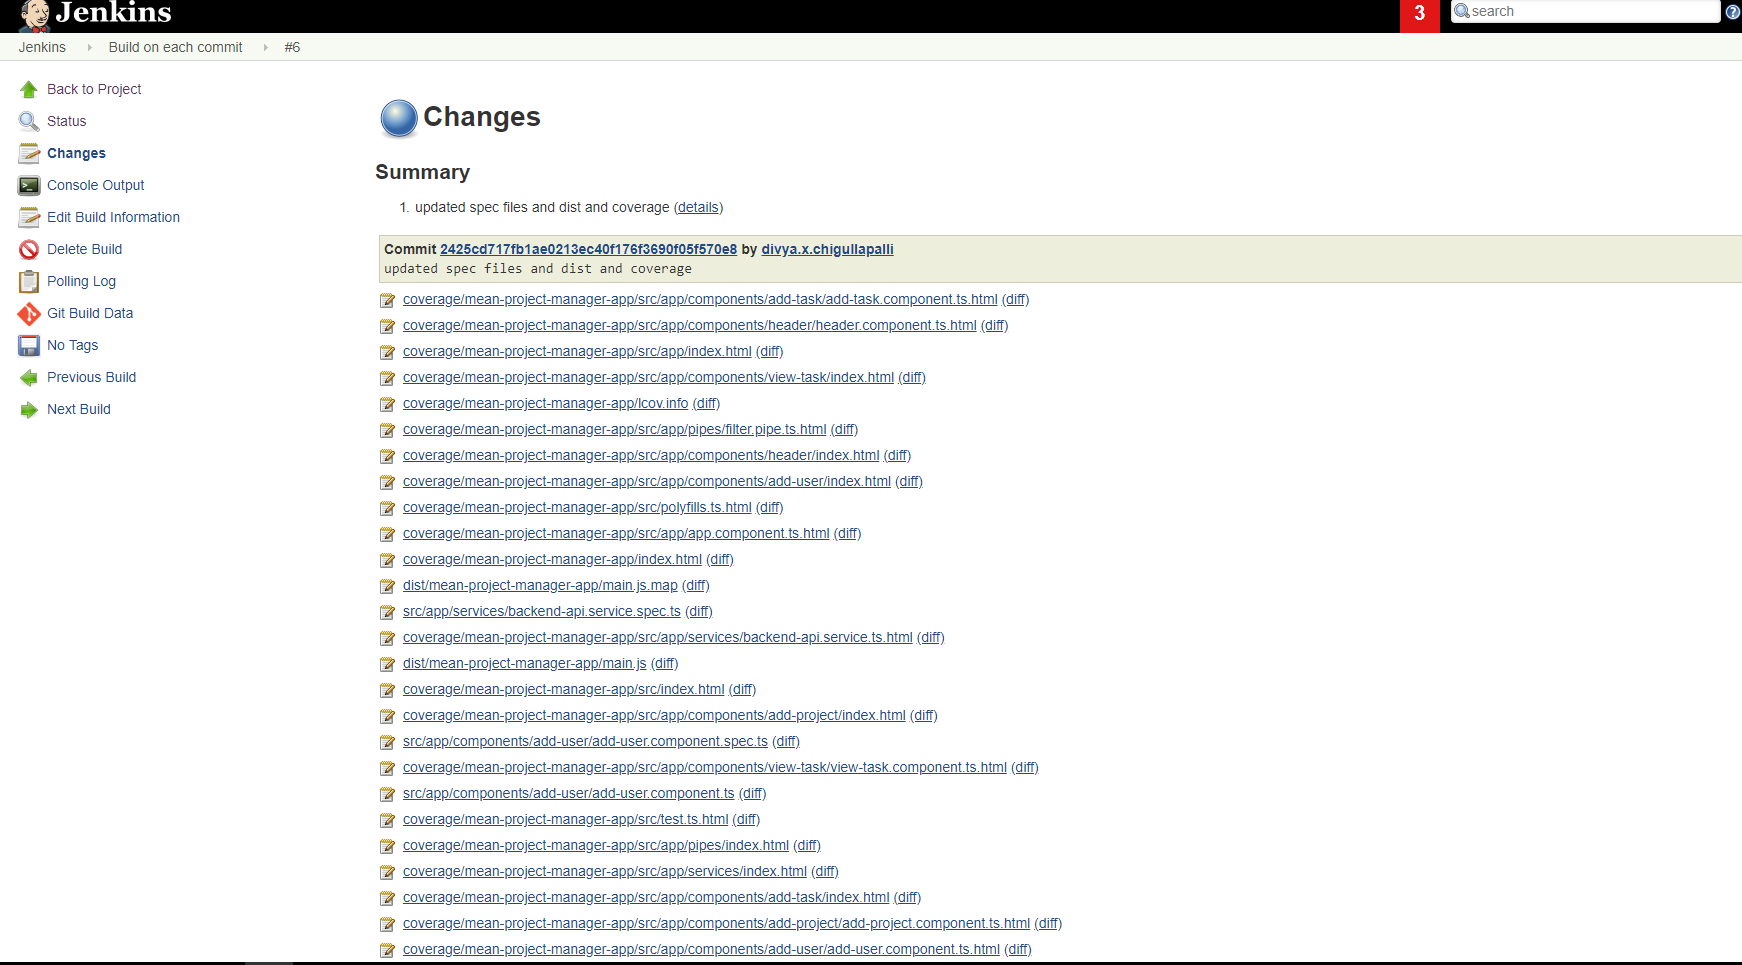 Jenkins
3
search
Jenkins Build on each commit #6
Back to Project
Status
Changes
Console Output
Edit Build Information
Delete Build
Polling Log
Git Build Data
No Tags
Previous Build
Next Build
Changes
Summary
1. updated spec files and dist and coverage (details)
Commit 2425cd717fb1ae0213ec40f176f3690f05f570e8 by divya.x.chigullapalli
updated spec files and dist and coverage
coverage/mean-project-manager-app/src/app/components/add-task/add-task.component.ts.html (diff)
coverage/mean-project-manager-app/src/app/components/header/header.component.ts.html (diff)
coverage/mean-project-manager-app/src/app/index.html (diff)
coverage/mean-project-manager-app/src/app/components/view-task/index.html (diff)
coverage/mean-project-manager-app/lcov.info (diff)
coverage/mean-project-manager-app/src/app/pipes/filter.pipe.ts.html (diff)
coverage/mean-project-manager-app/src/app/components/header/index.html (diff)
coverage/mean-project-manager-app/src/app/components/add-user/index.html (diff)
coverage/mean-project-manager-app/src/polyfills.ts.html (diff)
coverage/mean-project-manager-app/src/app/app.component.ts.html (diff)
coverage/mean-project-manager-app/index.html (diff)
dist/mean-project-manager-app/main.js.map (diff)
src/app/services/backend-api.service.spec.ts (diff)
coverage/mean-project-manager-app/src/app/services/backend-api.service.ts.html (diff)
dist/mean-project-manager-app/main.js (diff)
coverage/mean-project-manager-app/src/index.html (diff)
coverage/mean-project-manager-app/src/app/components/add-project/index.html (diff)
src/app/components/add-user/add-user.component.spec.ts (diff)
coverage/mean-project-manager-app/src/app/components/view-task/view-task.component.ts.html (diff)
src/app/components/add-user/add-user.component.ts (diff)
coverage/mean-project-manager-app/src/test.ts.html (diff)
coverage/mean-project-manager-app/src/app/pipes/index.html (diff)
coverage/mean-project-manager-app/src/app/services/index.html (diff)
coverage/mean-project-manager-app/src/app/components/add-task/index.html (diff)
coverage/mean-project-manager-app/src/app/components/add-project/add-project.component.ts.html (diff)
coverage/mean-project-manager-app/src/app/components/add-user/add-user.component.ts.html (diff)